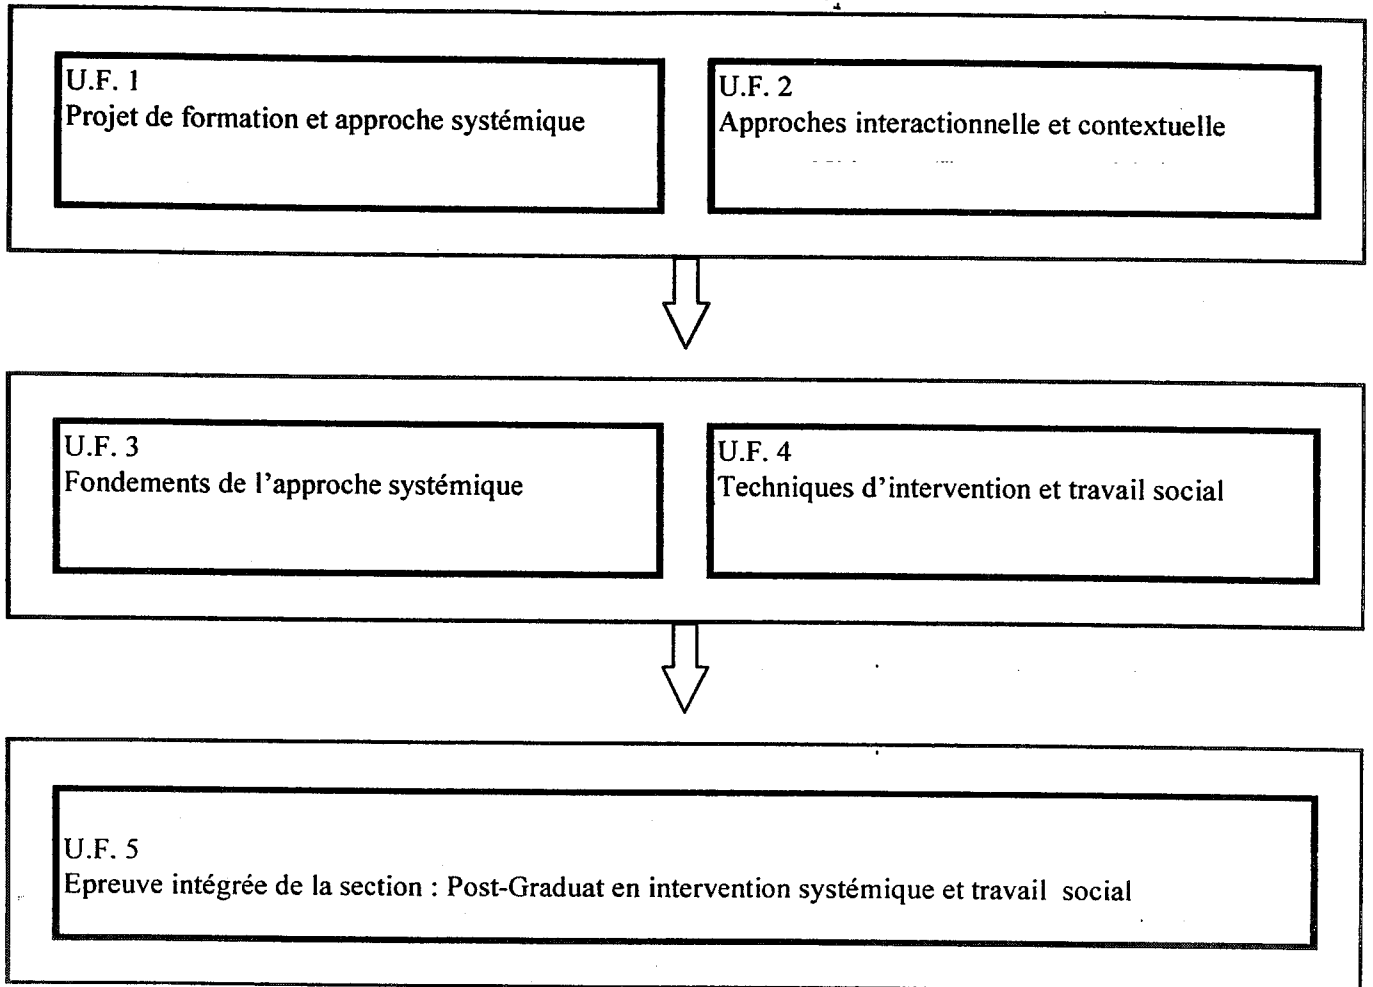 U.F. 1
Projet de formation et approche systémique
U.F. 2
Approches interactionnelle et contextuelle
U.F. 3
Fondements de l'approche systémique
U.F. 4
Techniques d'intervention et travail social
U.F. 5
Epreuve intégrée de la section : Post-Graduat en intervention systémique et travail social